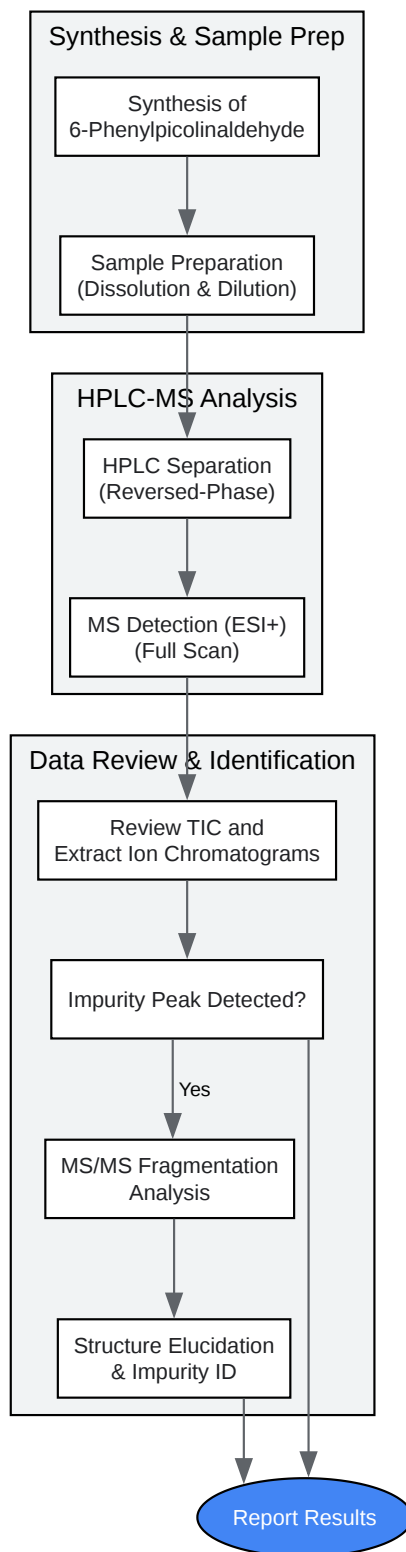 Synthesis & Sample Prep
Synthesis of
6-Phenylpicolinaldehyde
Sample Preparation
(Dissolution & Dilution)
HPLC-MS Analysis
HPLC Separation
(Reversed-Phase)
MS Detection (ESI+)
(Full Scan)
Data Review & Identification
Review TIC and
Extract Ion Chromatograms
Impurity Peak Detected?
Yes
MS/MS Fragmentation
Analysis
Structure Elucidation
& Impurity ID
Report Results